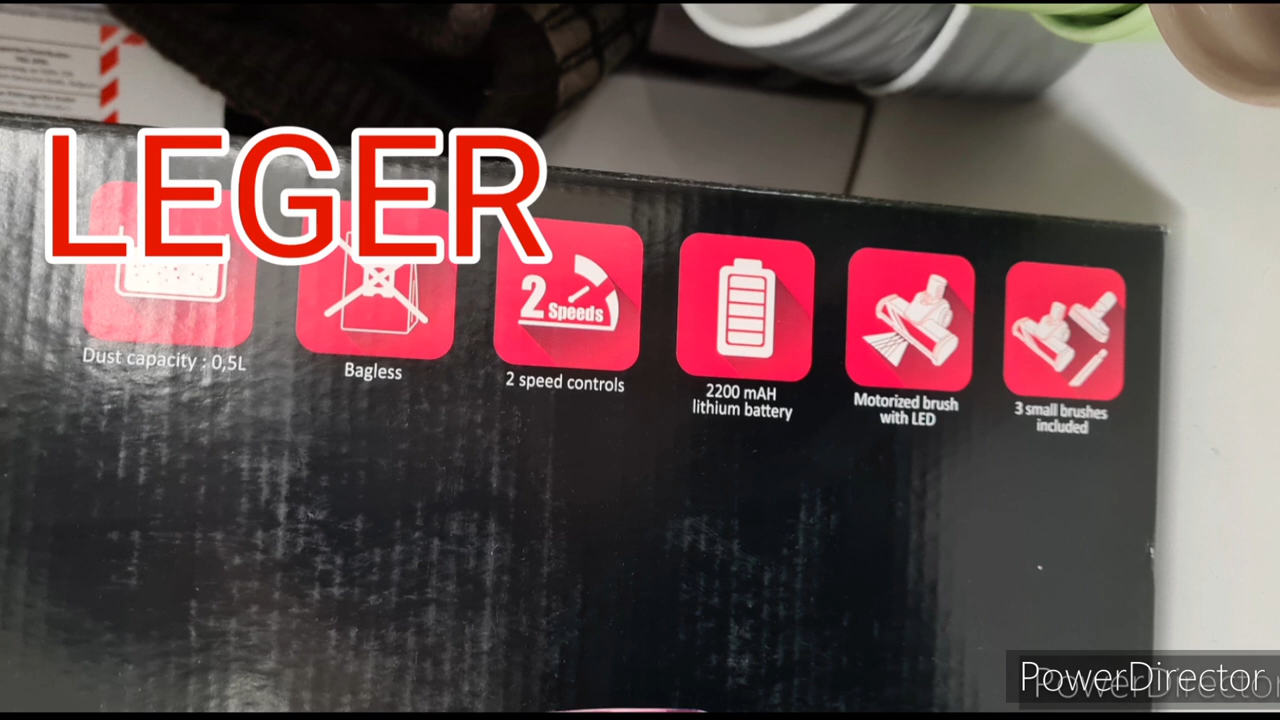 LEGER
2 Speeds
Dust capacity : 0,5L
Bagless
2 speed controls
2200 mAH
lithium battery
Motorized brush
with LED
3 small brushes
included
PowerDirector